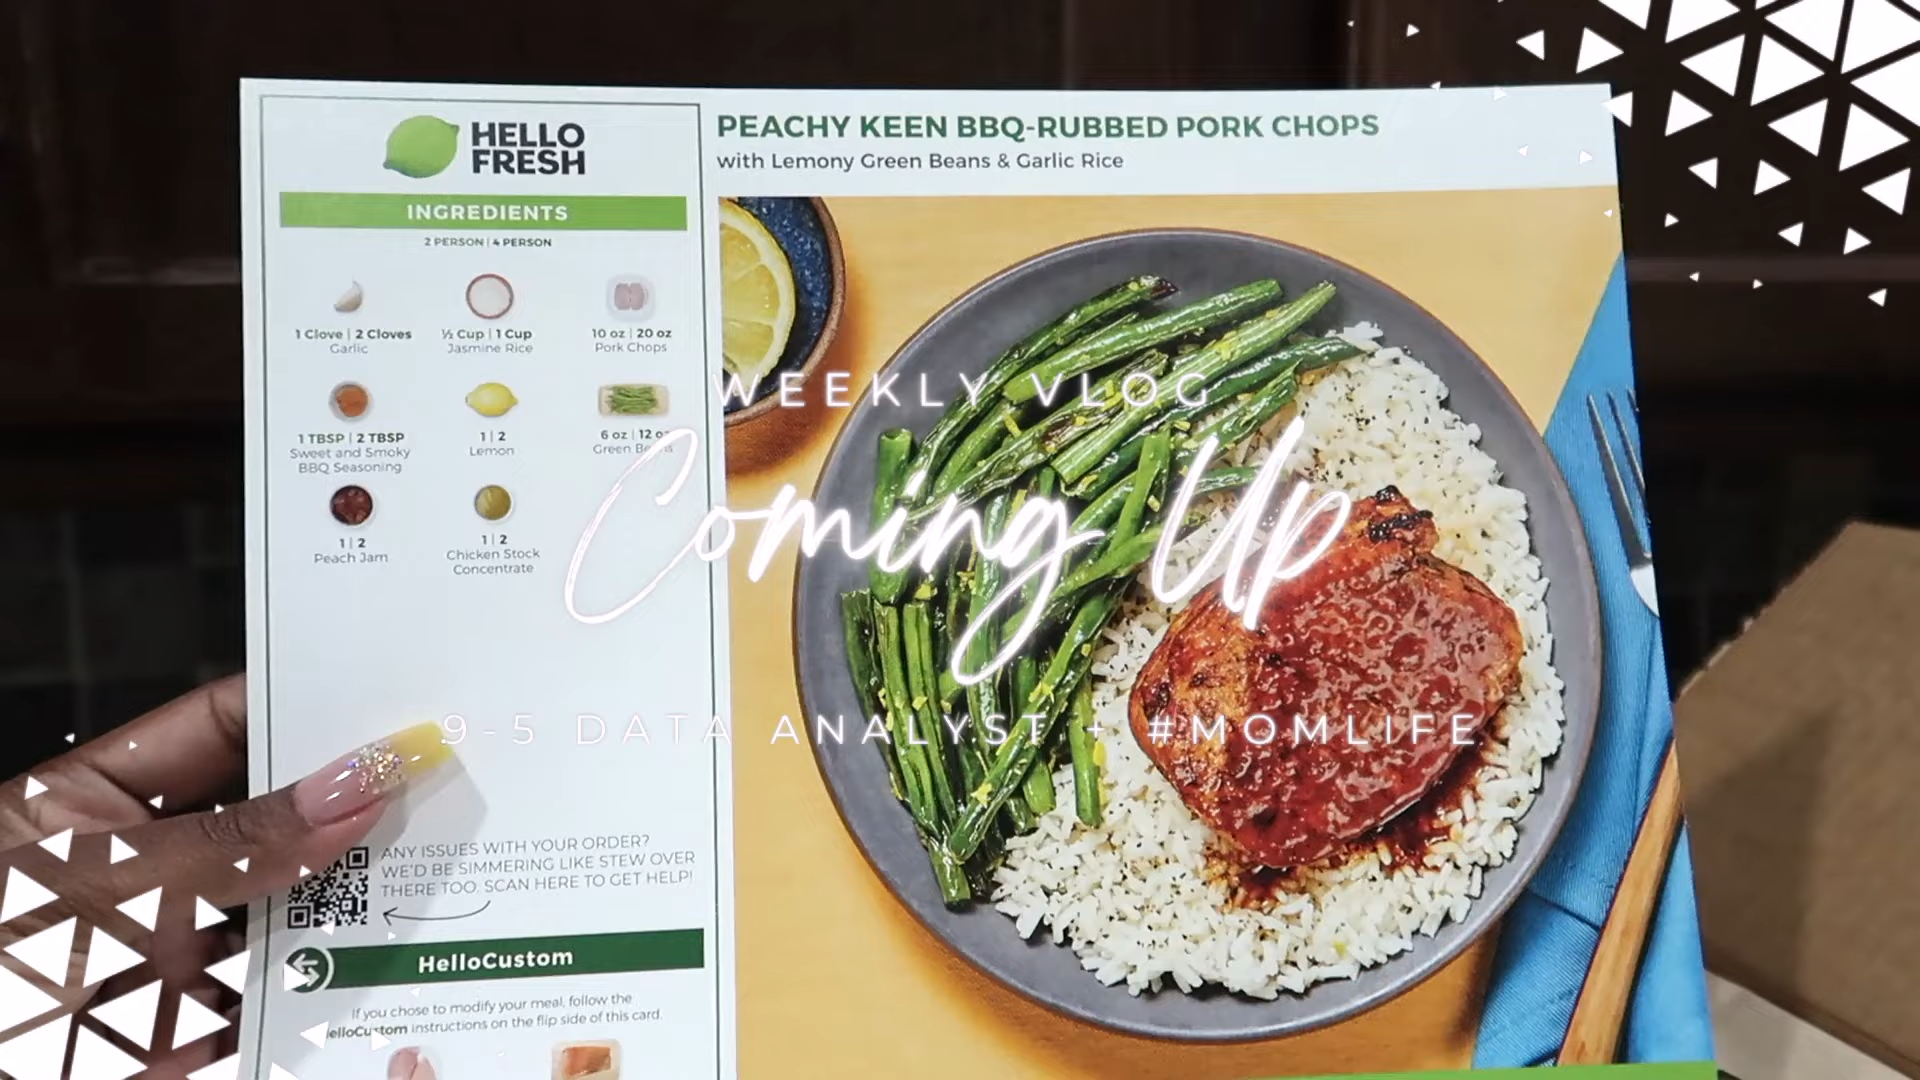 HELLO
FRESH
INGREDIENTS
2 PERSON | 4 PERSON
1 Clove | 2 Cloves
Garlic
½ Cup | 1 Cup
Jasmine Rice
10 oz | 20 oz
Pork Chops
1 TBSP | 2 TBSP
Sweet and Smoky
BBQ Seasoning
1 | 2
Lemon
6 oz | 12 oz
Green Beans
1 | 2
Peach Jam
1 | 2
Chicken Stock
Concentrate
ANY ISSUES WITH YOUR ORDER?
WE'D BE SIMMERING LIKE STEW OVER
THERE TOO. SCAN HERE TO GET HELP!
HelloCustom
If you chose to modify your meal, follow the
HelloCustom instructions on the flip side of this card.
PEACHY KEEN BBQ-RUBBED PORK CHOPS
with Lemony Green Beans & Garlic Rice
WEEKLY VLOG
Coming Up
9-5 DATA ANALYST + #MOMLIFE